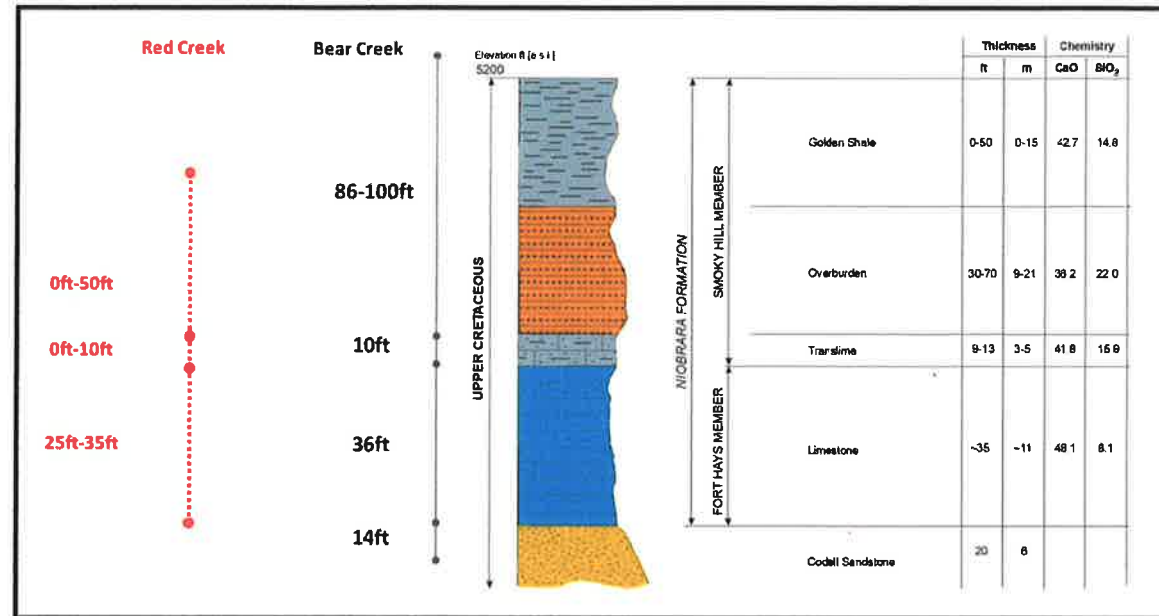 Red Creek
Bear Creek
Elevation ft [a s l]
5200
Thickness
Chemistry
ft
m
CaO
SIO2
Golden Shale
0-50
0-15
42.7
14.8
86-100ft
Overburden
30-70
9-21
38.2
22.0
0ft-50ft
0ft-10ft
10ft
Translime
9-13
3-5
41.8
15.9
25ft-35ft
36ft
Limestone
~35
~11
48.1
8.1
14ft
Codell Sandstone
20
6
UPPER CRETACEOUS
NIOBRARA FORMATION
SMOKY HILL MEMBER
FORT HAYS MEMBER